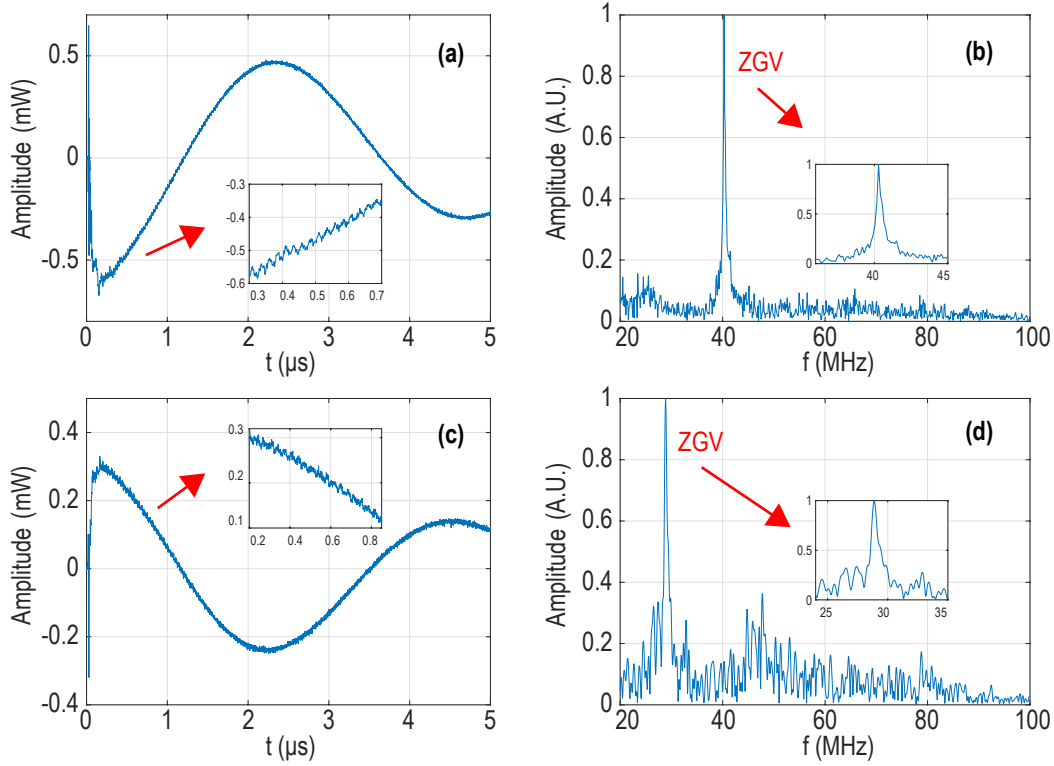 (a)
Amplitude (mW)
0.5
0
-0.5
-0.3
-0.4
-0.5
-0.6
0.3 0.4 0.5 0.6 0.7
0 1 2 3 4 5
t (μs)
(b)
ZGV
Amplitude (A.U.)
1
0.8
0.6
0.4
0.2
0
1
0.5
0
40 45
20 40 60 80 100
f (MHz)
(c)
Amplitude (mW)
0.4
0.2
0
-0.2
-0.4
0.3
0.2
0.1
0.2 0.4 0.6 0.8
0 1 2 3 4 5
t (μs)
(d)
ZGV
Amplitude (A.U.)
1
0.8
0.6
0.4
0.2
0
1
0.5
0
25 30 35
20 40 60 80 100
f (MHz)